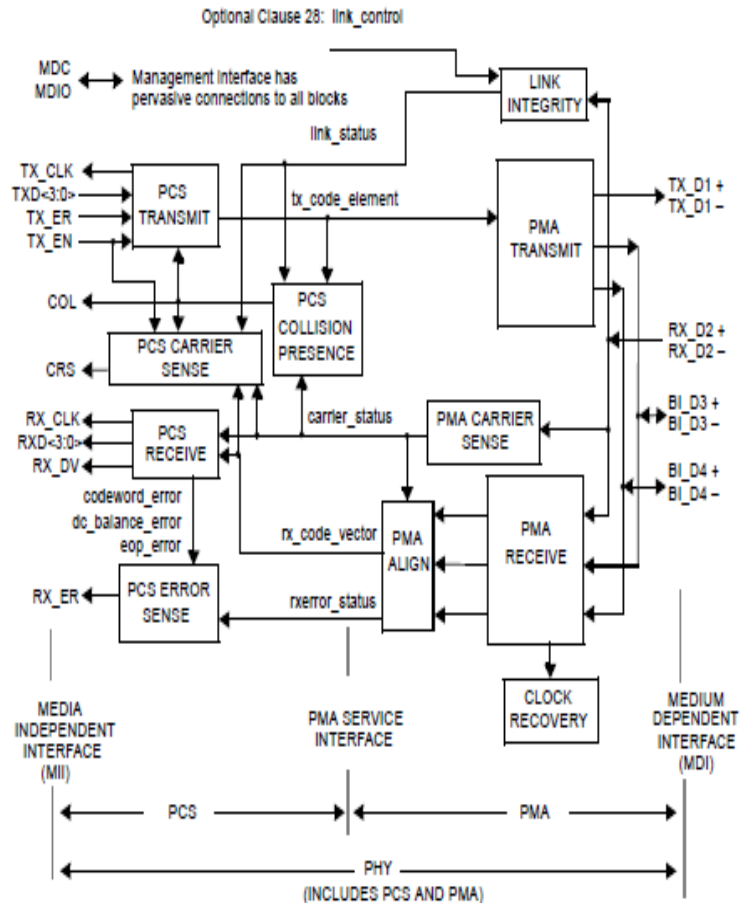 Optional Clause 28: link_control
MDC
MDIO
Management interface has
pervasive connections to all blocks
LINK
INTEGRITY
link_status
TX_CLK
TXD<3:0>
TX_ER
TX_EN
PCS
TRANSMIT
tx_code_element
PMA
TRANSMIT
TX_D1 +
TX_D1 –
COL
PCS
COLLISION
PRESENCE
PCS CARRIER
SENSE
CRS
RX_D2 +
RX_D2 –
RX_CLK
RXD<3:0>
RX_DV
PCS
RECEIVE
carrier_status
PMA CARRIER
SENSE
BI_D3 +
BI_D3 –
BI_D4 +
BI_D4 –
codeword_error
dc_balance_error
eop_error
rx_code_vector
PMA
ALIGN
PMA
RECEIVE
RX_ER
PCS ERROR
SENSE
rxerror_status
CLOCK
RECOVERY
MEDIA
INDEPENDENT
INTERFACE
(MII)
PMA SERVICE
INTERFACE
MEDIUM
DEPENDENT
INTERFACE
(MDI)
PCS
PMA
PHY
(INCLUDES PCS AND PMA)